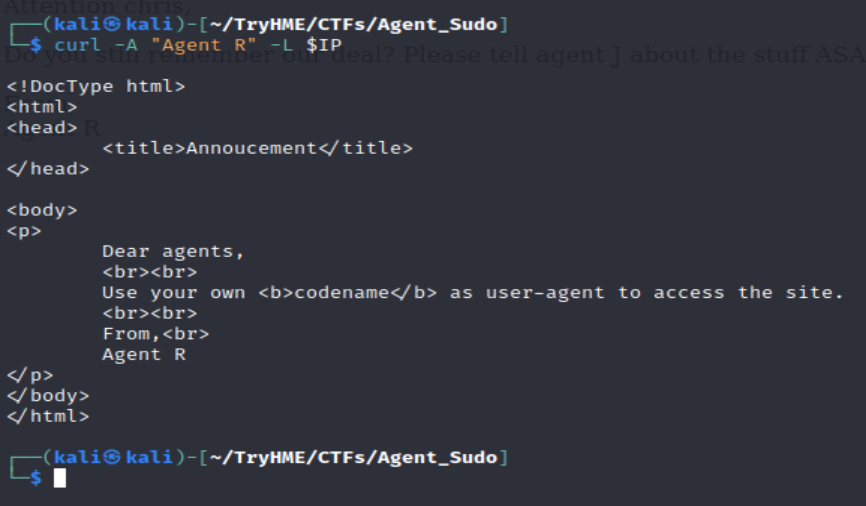 Attention chris,
┌──(kali㉿kali)-[~/TryHME/CTFs/Agent_Sudo]
└─$ curl -A "Agent R" -L $IP
Do you still remember our deal? Please tell agent J about the stuff ASA
<!DocType html>
<html>
<head>
R
<title>Annoucement</title>
</head>
<body>
<p>
Dear agents,
<br><br>
Use your own <b>codename</b> as user-agent to access the site.
<br><br>
From,<br>
Agent R
</p>
</body>
</html>
┌──(kali㉿kali)-[~/TryHME/CTFs/Agent_Sudo]
└─$